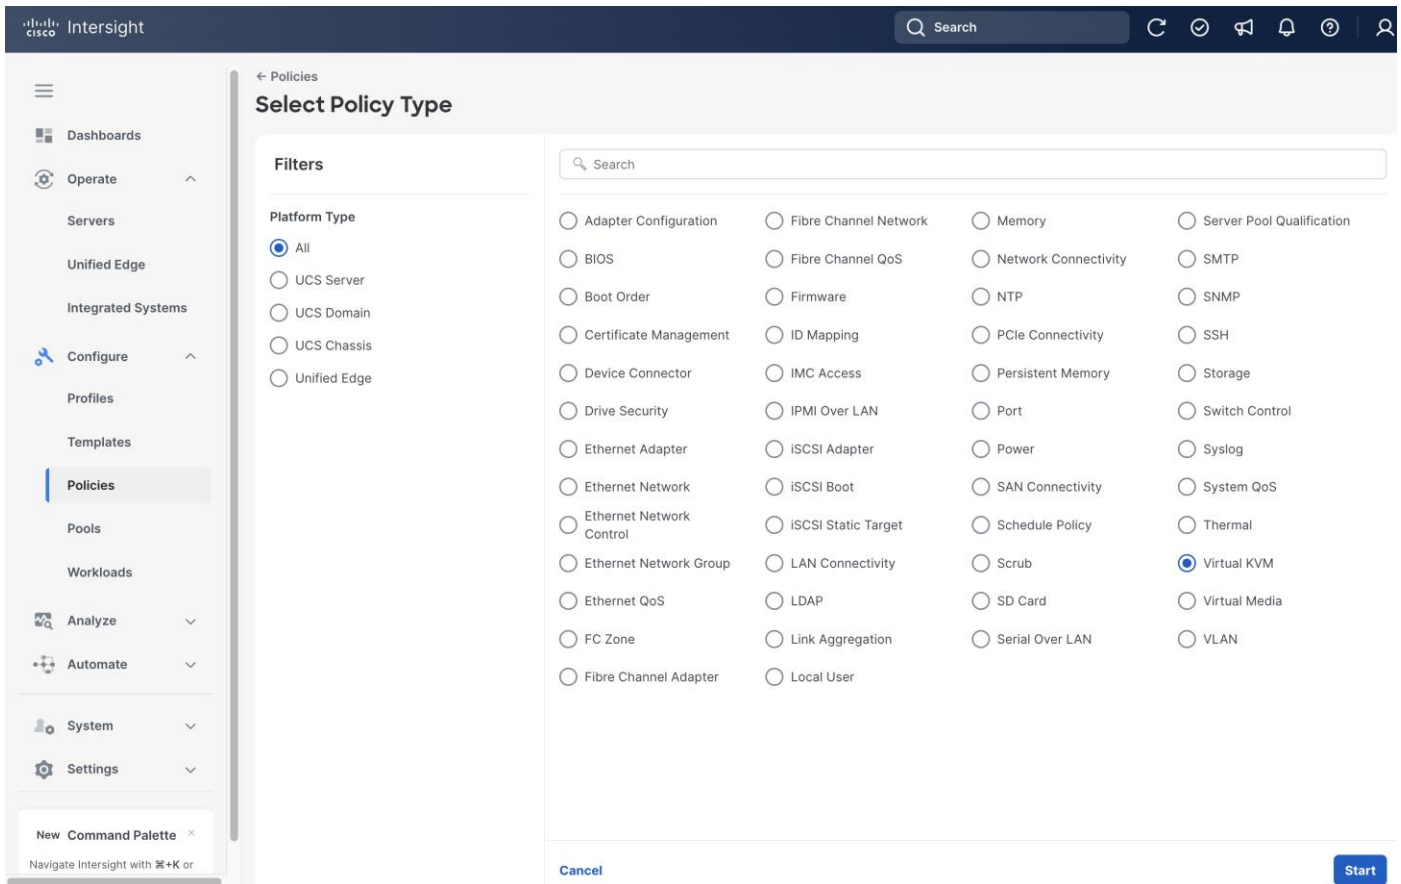 cisco Intersight
Search
← Policies
Select Policy Type
Dashboards
Operate
Servers
Unified Edge
Integrated Systems
Configure
Profiles
Templates
Policies
Pools
Workloads
Analyze
Automate
System
Settings
New Command Palette ×
Navigate Intersight with ⌘+K or
Filters
Platform Type
All
UCS Server
UCS Domain
UCS Chassis
Unified Edge
Search
Adapter Configuration
BIOS
Boot Order
Certificate Management
Device Connector
Drive Security
Ethernet Adapter
Ethernet Network
Ethernet Network
Control
Ethernet Network Group
Ethernet QoS
FC Zone
Fibre Channel Adapter
Fibre Channel Network
Fibre Channel QoS
Firmware
ID Mapping
IMC Access
IPMI Over LAN
iSCSI Adapter
iSCSI Boot
iSCSI Static Target
LAN Connectivity
LDAP
Link Aggregation
Local User
Memory
Network Connectivity
NTP
PCIe Connectivity
Persistent Memory
Port
Power
SAN Connectivity
Schedule Policy
Scrub
SD Card
Serial Over LAN
Server Pool Qualification
SMTP
SNMP
SSH
Storage
Switch Control
Syslog
System QoS
Thermal
Virtual KVM
Virtual Media
VLAN
Cancel
Start